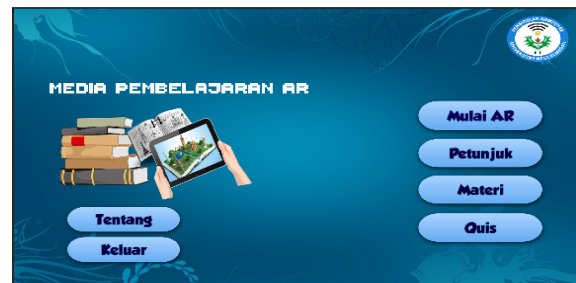 MEDIA PEMBELAJARAN AR
Mulai AR
Petunjuk
Materi
Quis
Tentang
Keluar